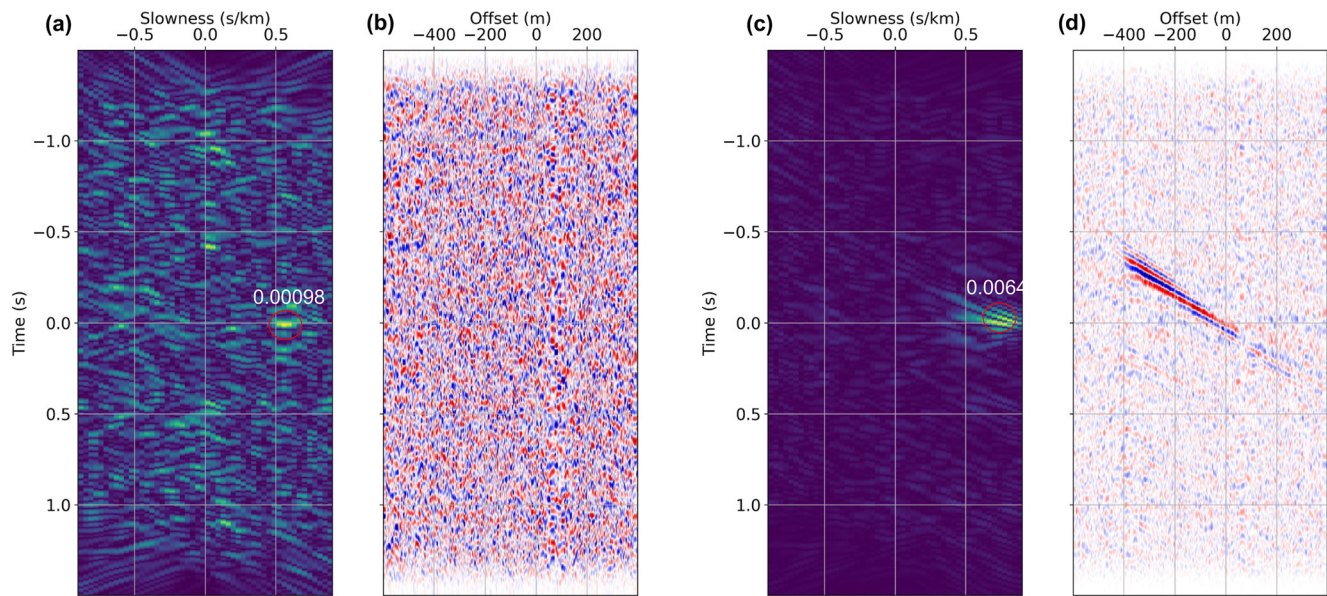 (a) Slowness (s/km)
−0.5 0.0 0.5
Time (s)
−1.0
−0.5
0.0
0.5
1.0
0.00098
(b) Offset (m)
−400 −200 0 200
(c) Slowness (s/km)
−0.5 0.0 0.5
Time (s)
−1.0
−0.5
0.0
0.5
1.0
0.0064
(d) Offset (m)
−400 −200 0 200